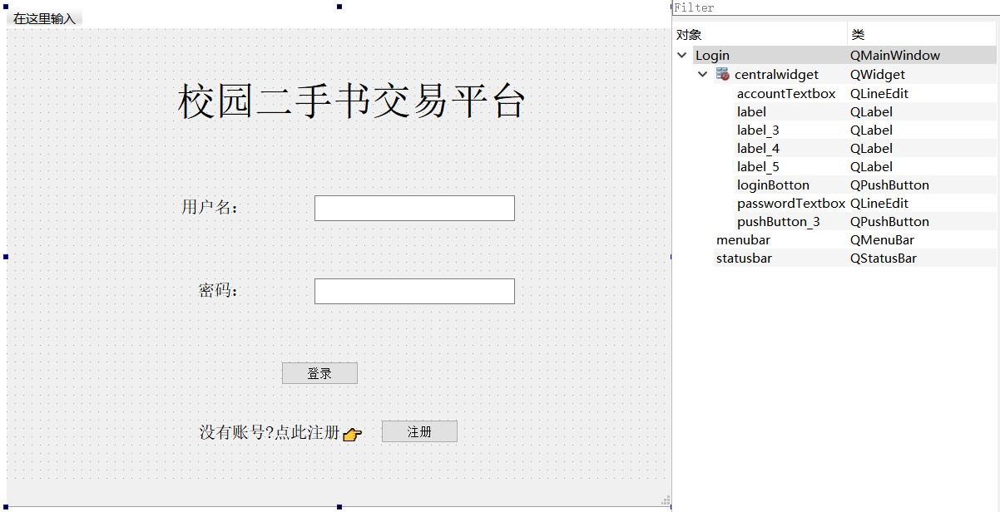 在这里输入
校园二手书交易平台
用户名：
密码：
登录
没有账号?点此注册👉
注册
Filter
对象 类
Login QMainWindow
centralwidget QWidget
accountTextbox QLineEdit
label QLabel
label_3 QLabel
label_4 QLabel
label_5 QLabel
loginBotton QPushButton
passwordTextbox QLineEdit
pushButton_3 QPushButton
menubar QMenuBar
statusbar QStatusBar